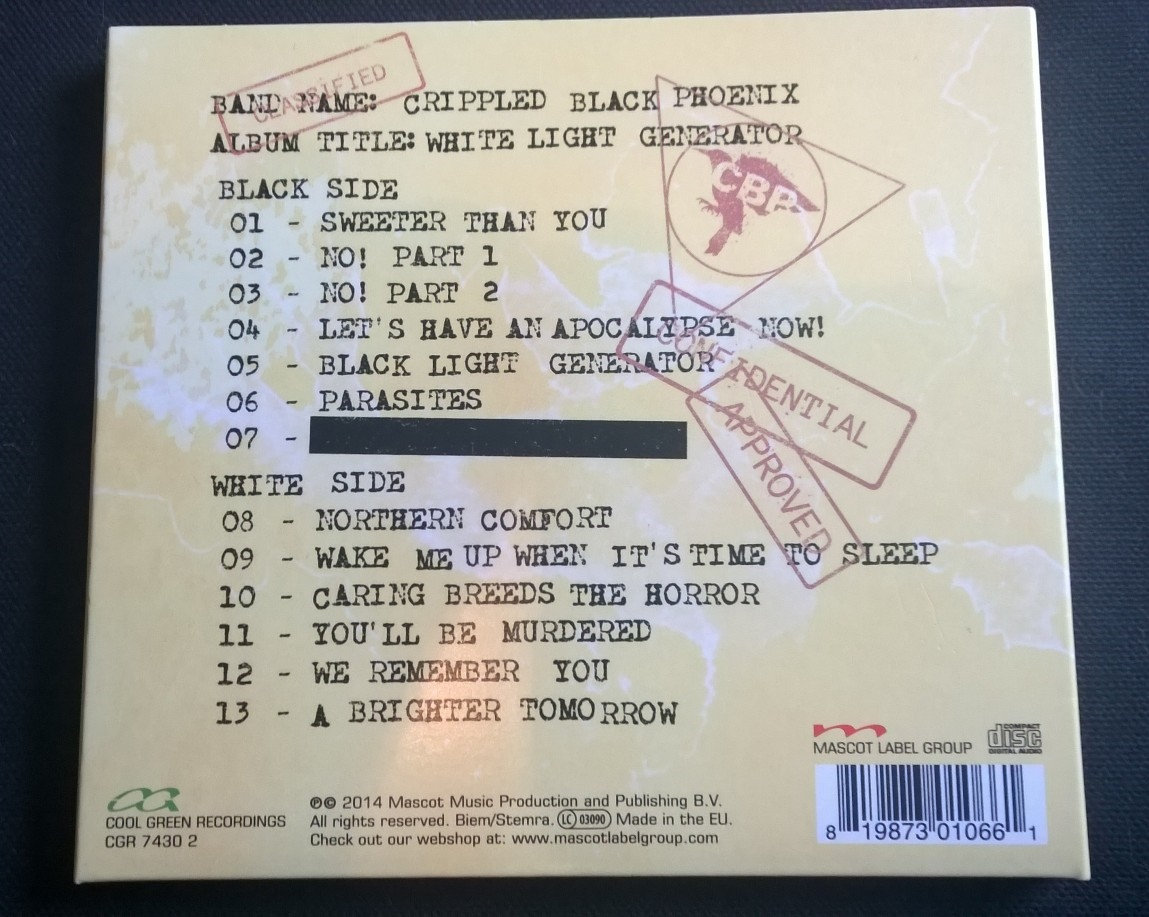 CLASSIFIED
BAND NAME: CRIPPLED BLACK PHOENIX
ALBUM TITLE: WHITE LIGHT GENERATOR
CBP
BLACK SIDE
01 - SWEETER THAN YOU
02 - NO! PART 1
03 - NO! PART 2
04 - LET'S HAVE AN APOCALYPSE NOW!
05 - BLACK LIGHT GENERATOR
CONFIDENTIAL
06 - PARASITES
APPROVED
07 -
WHITE SIDE
08 - NORTHERN COMFORT
09 - WAKE ME UP WHEN IT'S TIME TO SLEEP
10 - CARING BREEDS THE HORROR
11 - YOU'LL BE MURDERED
12 - WE REMEMBER YOU
13 - A BRIGHTER TOMORROW
MASCOT LABEL GROUP
COMPACT
disc
DIGITAL AUDIO
COOL GREEN RECORDINGS
CGR 7430 2
℗© 2014 Mascot Music Production and Publishing B.V.
All rights reserved. Biem/Stemra. LC 03090 Made in the EU.
Check out our webshop at: www.mascotlabelgroup.com
8 19873 01066 1